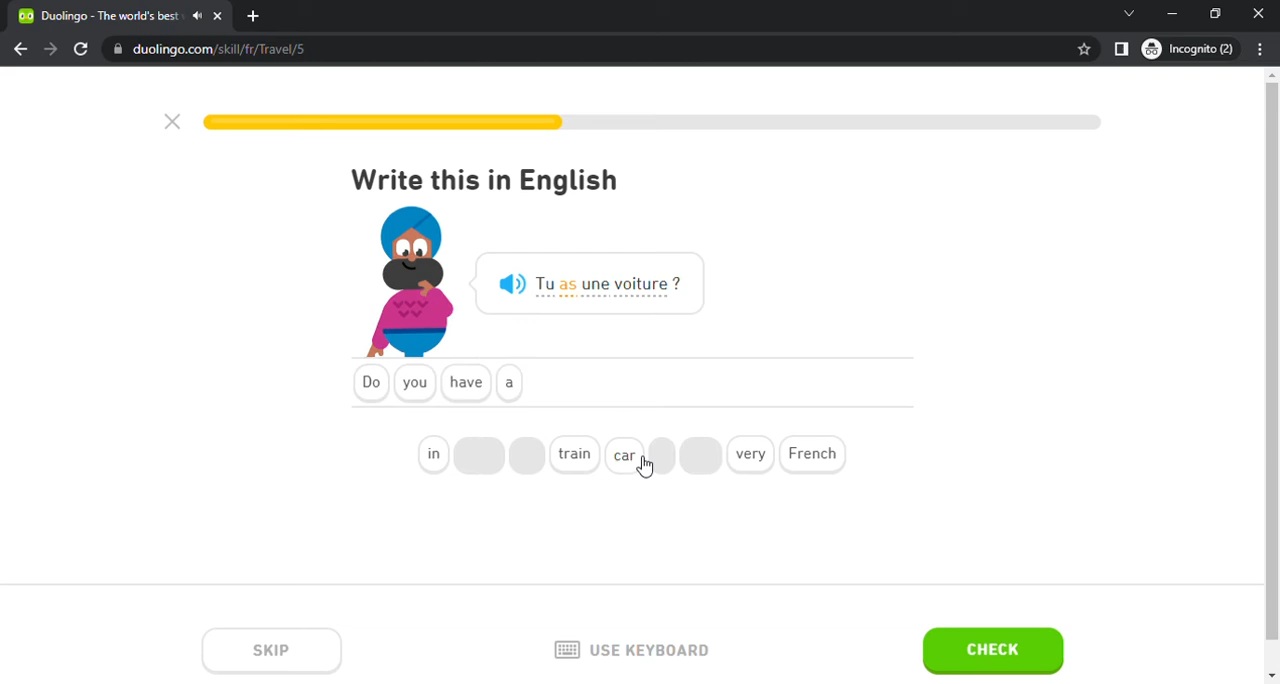 Duolingo - The world's best
duolingo.com/skill/fr/Travel/5
Incognito (2)
Write this in English
Tu as une voiture ?
Do you have a
in train car very French
SKIP
USE KEYBOARD
CHECK